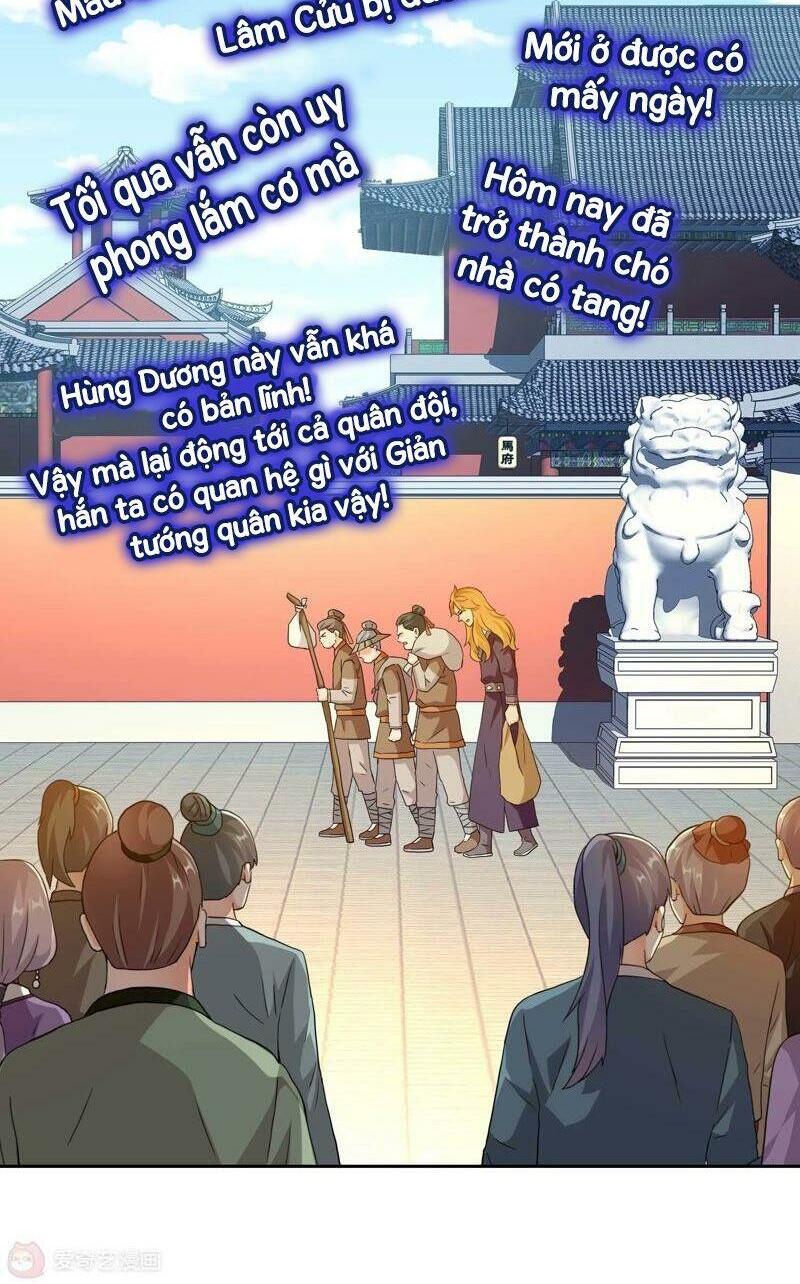 Lâm Cửu bị
Mới ở được có
mấy ngày!
Tối qua vẫn còn uy
phong lắm cơ mà
Hôm nay đã
trở thành chó
nhà có tang!
Hùng Dương này vẫn khá
có bản lĩnh!
Vậy mà lại động tới cả quân đội,
hắn ta có quan hệ gì với Giản
tướng quân kia vậy!
馬府
爱奇艺漫画